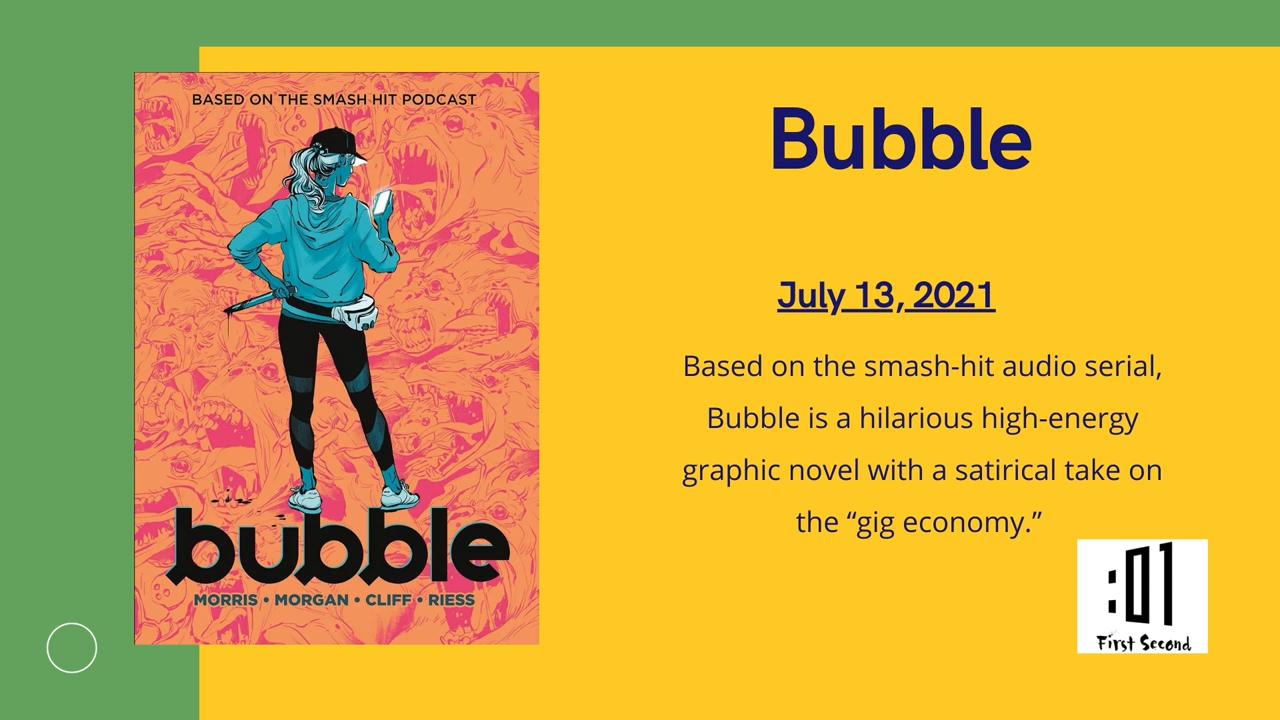 BASED ON THE SMASH HIT PODCAST
bubble
MORRIS • MORGAN • CLIFF • RIESS
Bubble
July 13, 2021
Based on the smash-hit audio serial,
Bubble is a hilarious high-energy
graphic novel with a satirical take on
the “gig economy.”
:01
First Second